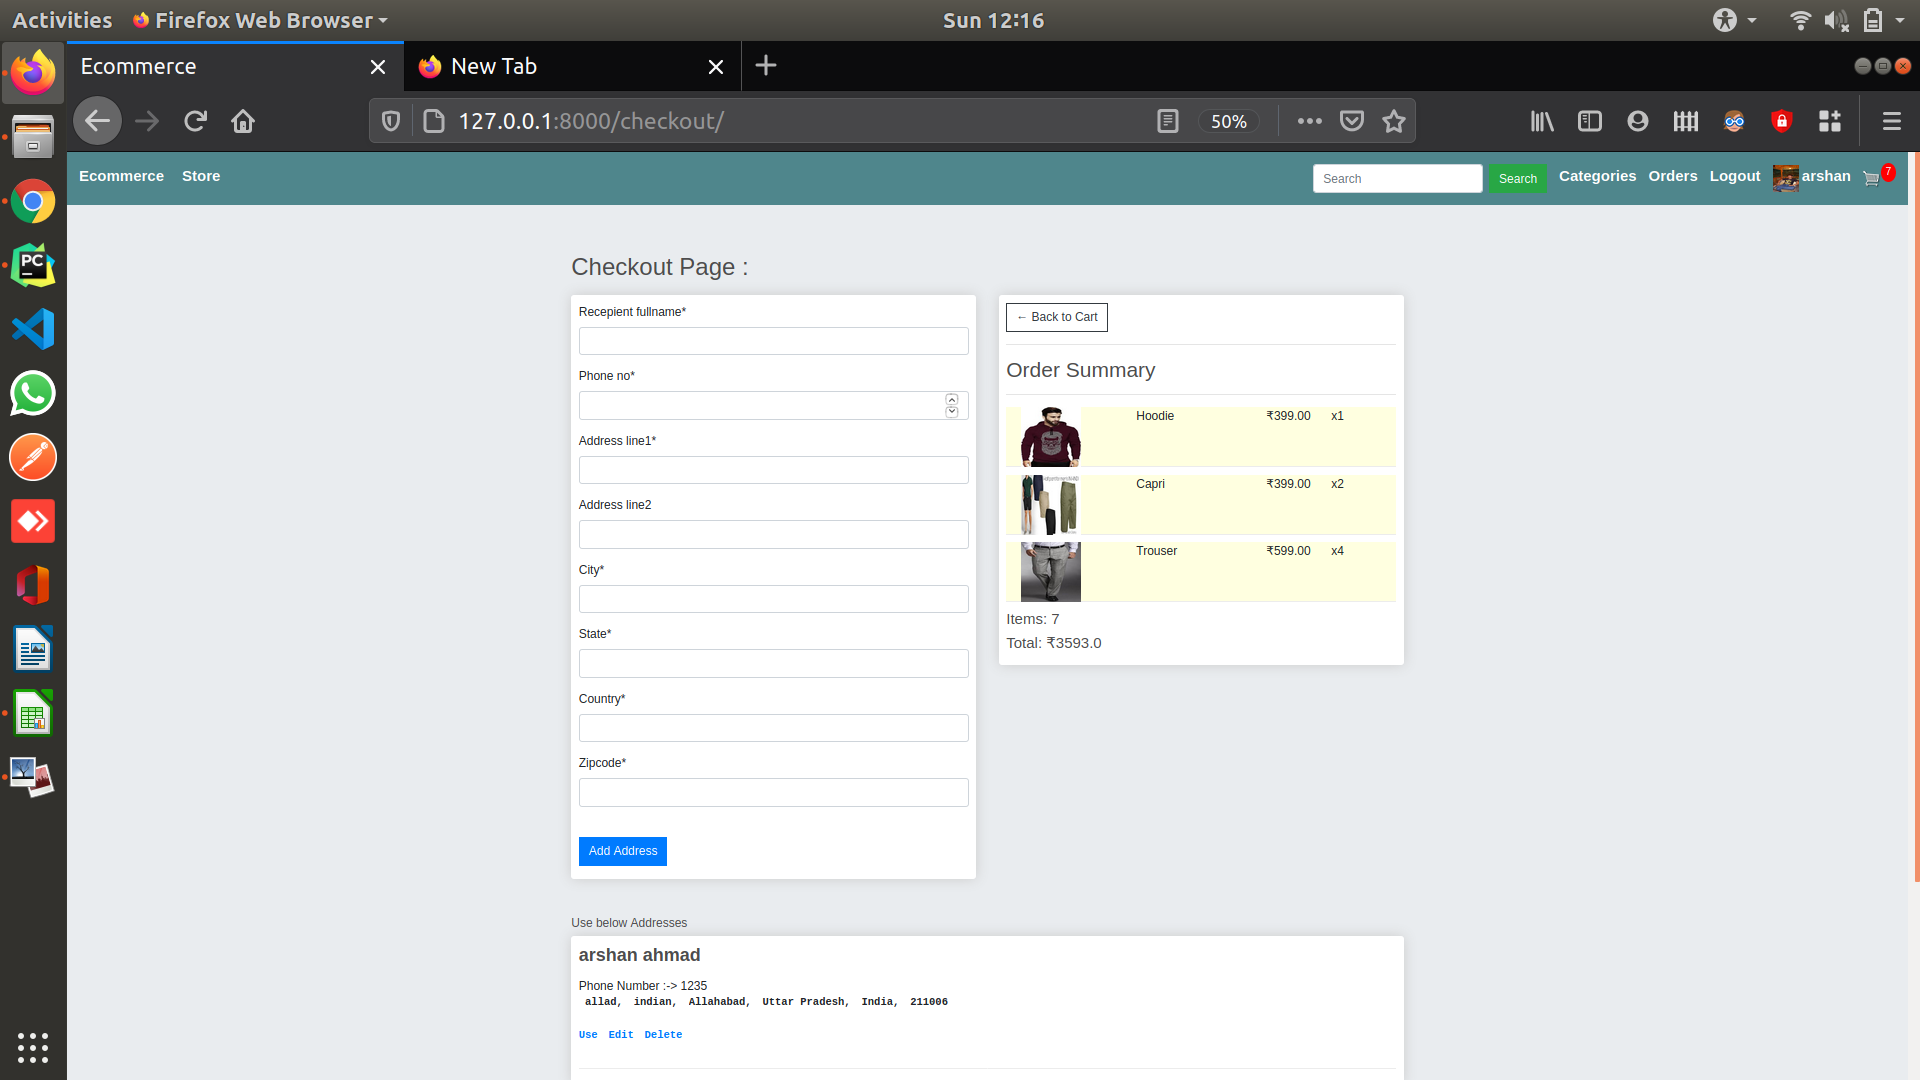 Activities Firefox Web Browser Sun 12:16
Ecommerce New Tab
127.0.0.1:8000/checkout/ 50%
Ecommerce Store Search Search Categories Orders Logout arshan 7
Checkout Page :
Recepient fullname*
Phone no*
Address line1*
Address line2
City*
State*
Country*
Zipcode*
Add Address
← Back to Cart
Order Summary
Hoodie ₹399.00 x1
Capri ₹399.00 x2
Trouser ₹599.00 x4
Items: 7
Total: ₹3593.0
Use below Addresses
arshan ahmad
Phone Number :-> 1235
allad, indian, Allahabad, Uttar Pradesh, India, 211006
Use Edit Delete